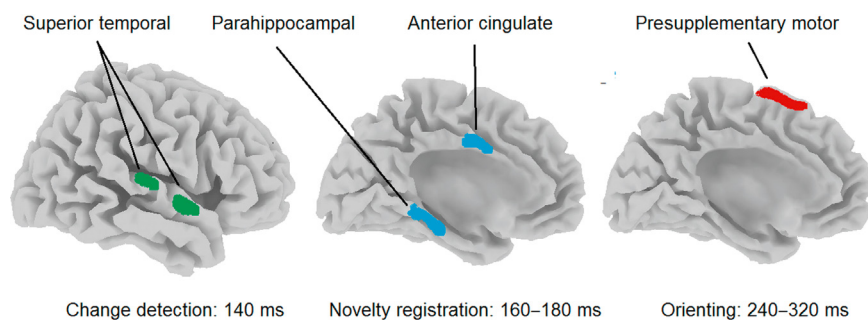 Superior temporal Parahippocampal Anterior cingulate Presupplementary motor
Change detection: 140 ms Novelty registration: 160–180 ms Orienting: 240–320 ms